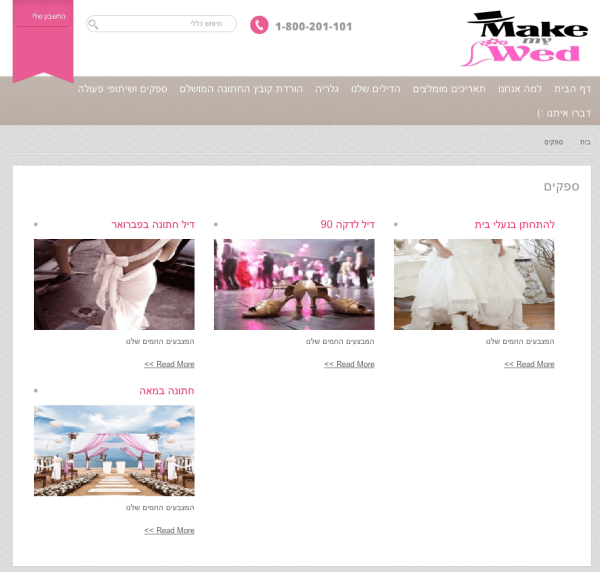 Make
my
Wed
1-800-201-101
חיפוש כללי
החשבון שלי
דף הבית למה אנחנו תאריכים מומלצים הדילים שלנו גלריה הורדת קובץ החתונה המושלם ספקים ושיתופי פעולה
דברו איתנו :)
בית ספקים
ספקים
להתחתן בנעלי בית
דיל לדקה 90
דיל חתונה בפברואר
המצבעים החמים שלנו
המבצעים החמים שלנו
המצבעים החמים שלנו
Read More >>
Read More >>
Read More >>
חתונה במאה
המצבעים החמים שלנו
Read More >>